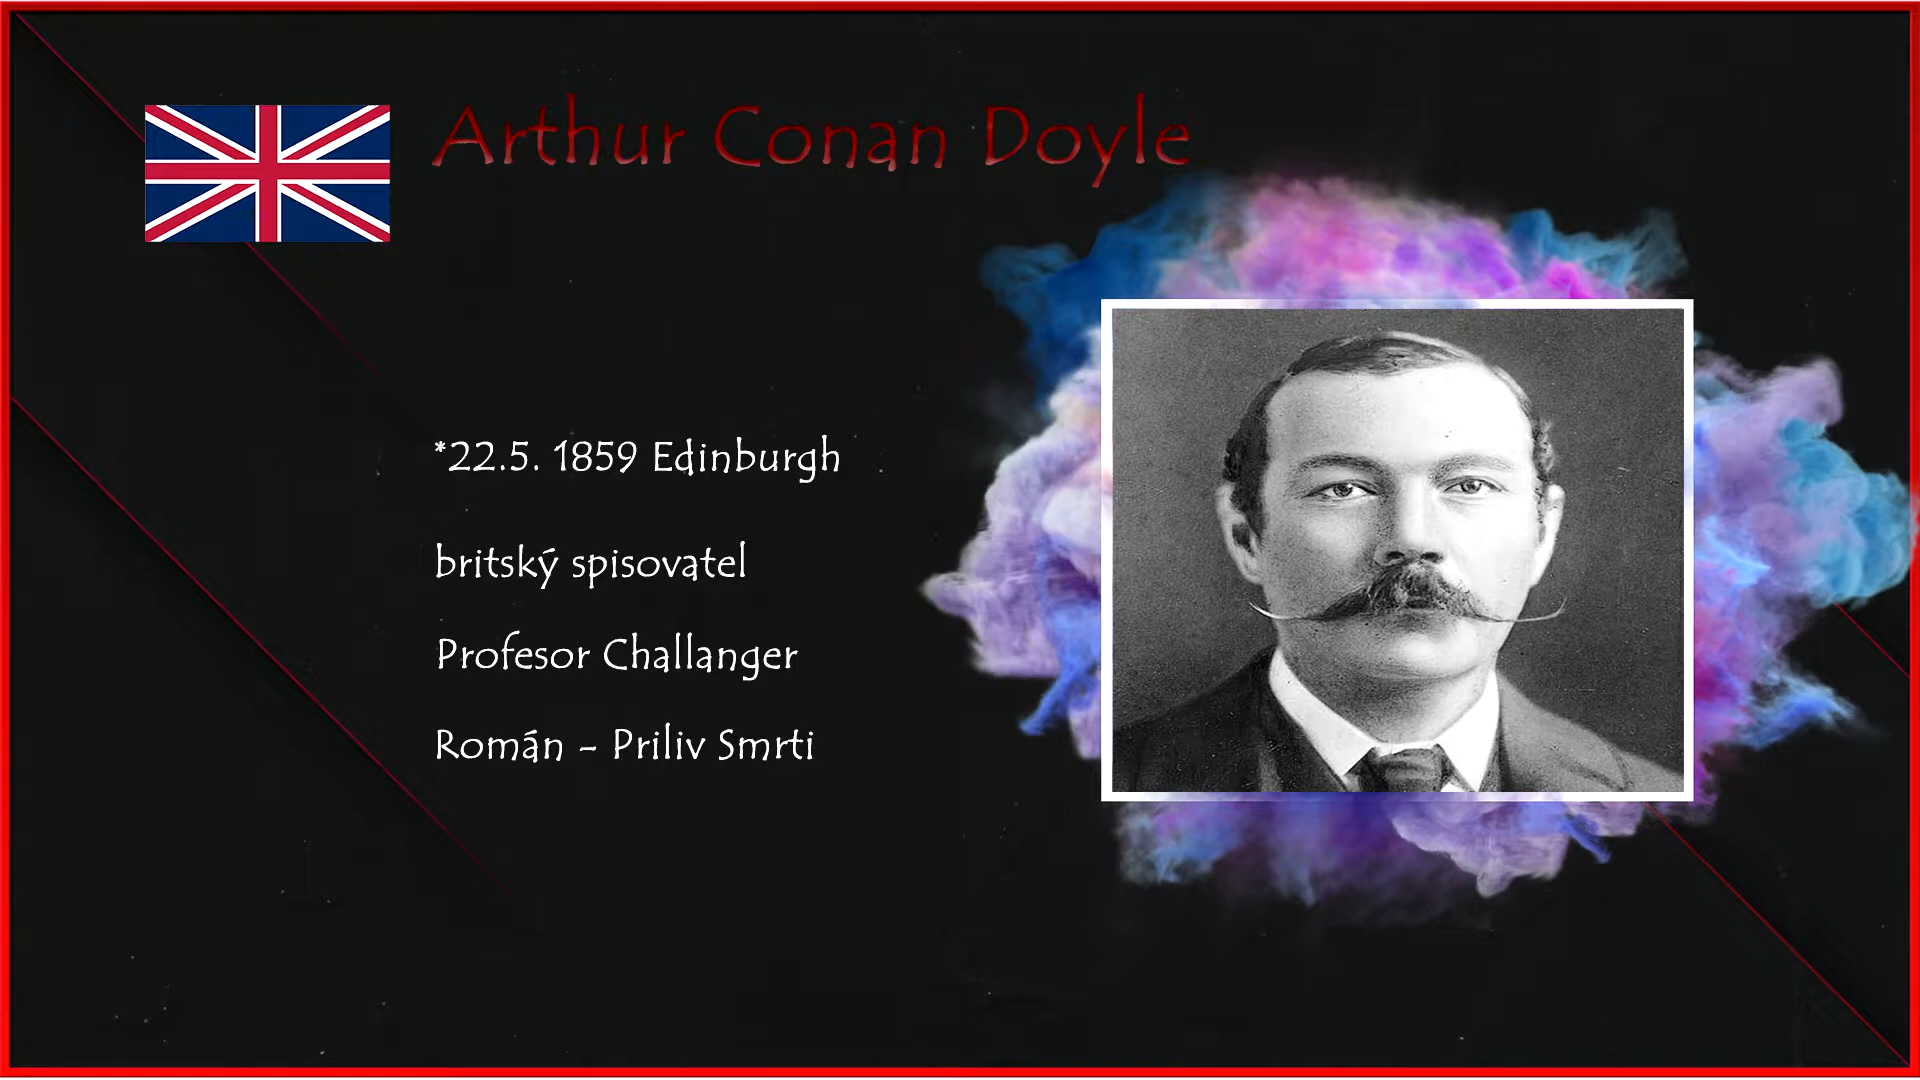 Arthur Conan Doyle
*22.5. 1859 Edinburgh
britský spisovatel
Profesor Challanger
Román - Priliv Smrti